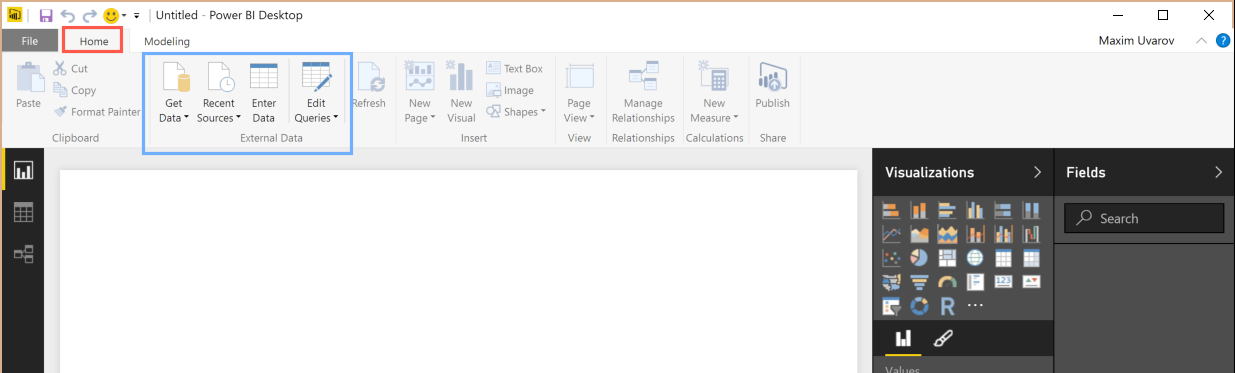 Untitled - Power BI Desktop
File Home Modeling Maxim Uvarov ?
Paste
Cut
Copy
Format Painter
Get
Data
Recent
Sources
Enter
Data
Edit
Queries
Refresh
New
Page
New
Visual
Text Box
Image
Shapes
Page
View
Manage
Relationships
New
Measure
Publish
Clipboard External Data Insert View Relationships Calculations Share
Visualizations
Fields
Search
123
R
...
Values